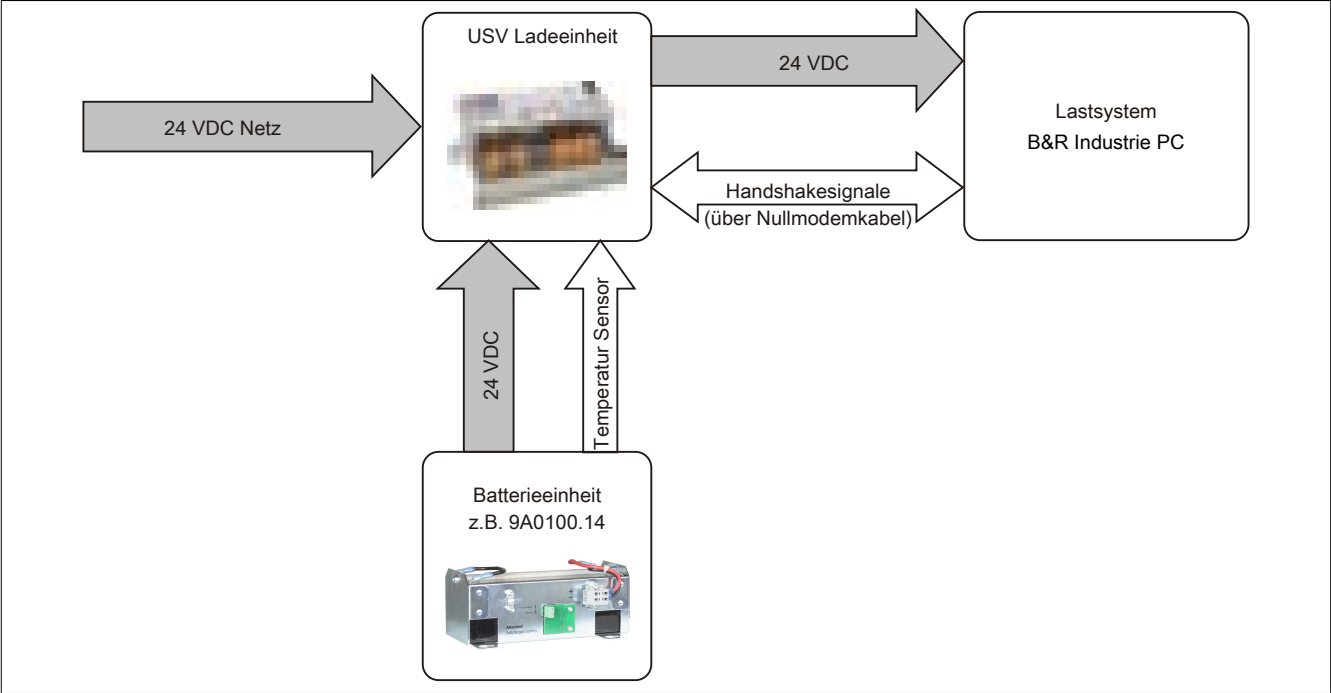 USV Ladeeinheit
24 VDC
24 VDC Netz
Lastsystem
B&R Industrie PC
Handshakesignale
(über Nullmodemkabel)
24 VDC
Temperatur Sensor
Batterieeinheit
z.B. 9A0100.14